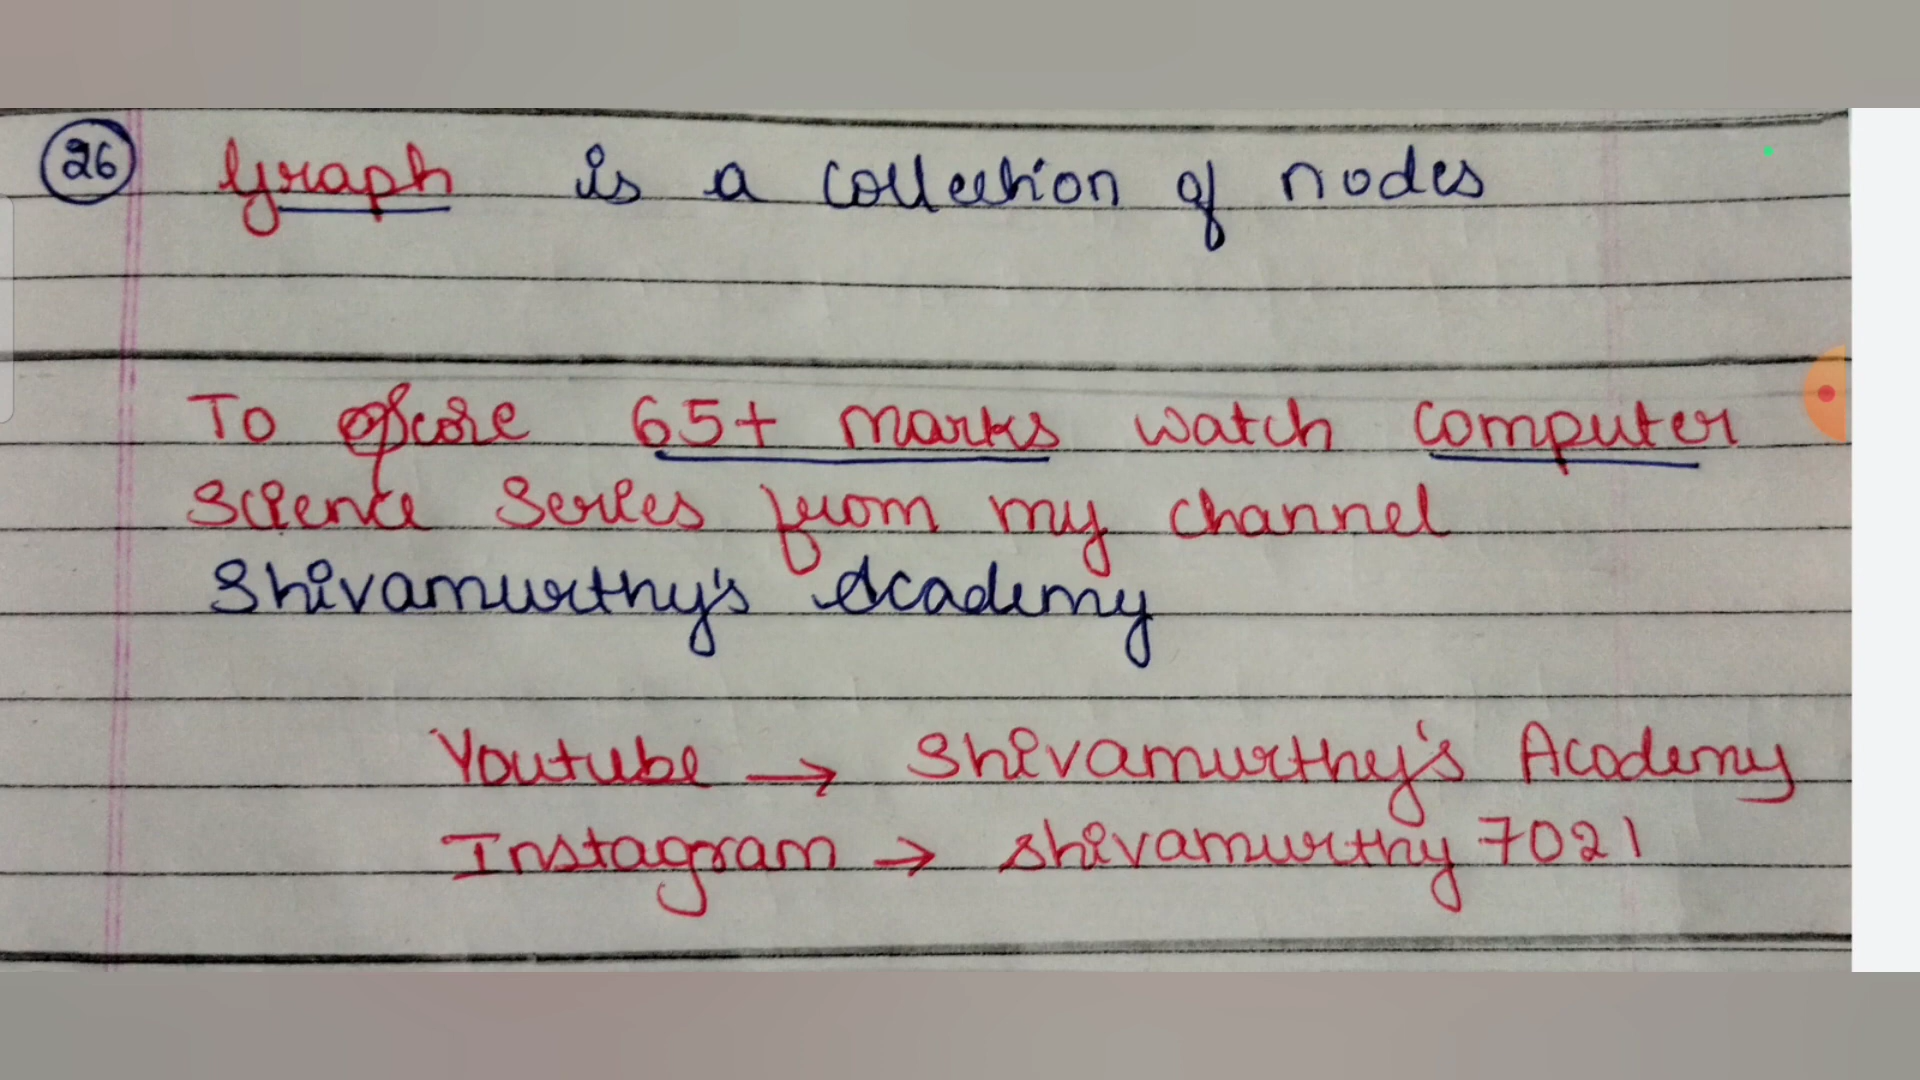 26 Graph is a collection of nodes
To score 65+ marks watch Computer
Science Series from my channel
Shivamurthy's Academy
Youtube → Shivamurthy's Academy
Instagram → shivamurthy 7021